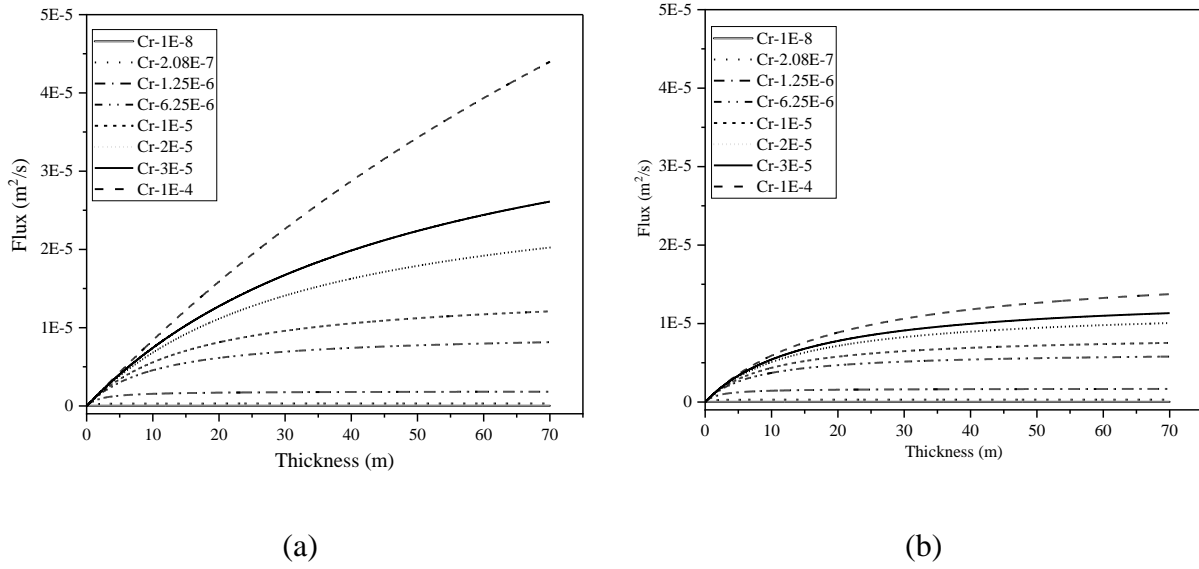 5E-5
4E-5
3E-5
2E-5
1E-5
0
Flux (m²/s)
Cr-1E-8
Cr-2.08E-7
Cr-1.25E-6
Cr-6.25E-6
Cr-1E-5
Cr-2E-5
Cr-3E-5
Cr-1E-4
0 10 20 30 40 50 60 70
Thickness (m)
(a)
5E-5
4E-5
3E-5
2E-5
1E-5
0
Flux (m²/s)
Cr-1E-8
Cr-2.08E-7
Cr-1.25E-6
Cr-6.25E-6
Cr-1E-5
Cr-2E-5
Cr-3E-5
Cr-1E-4
0 10 20 30 40 50 60 70
Thickness (m)
(b)